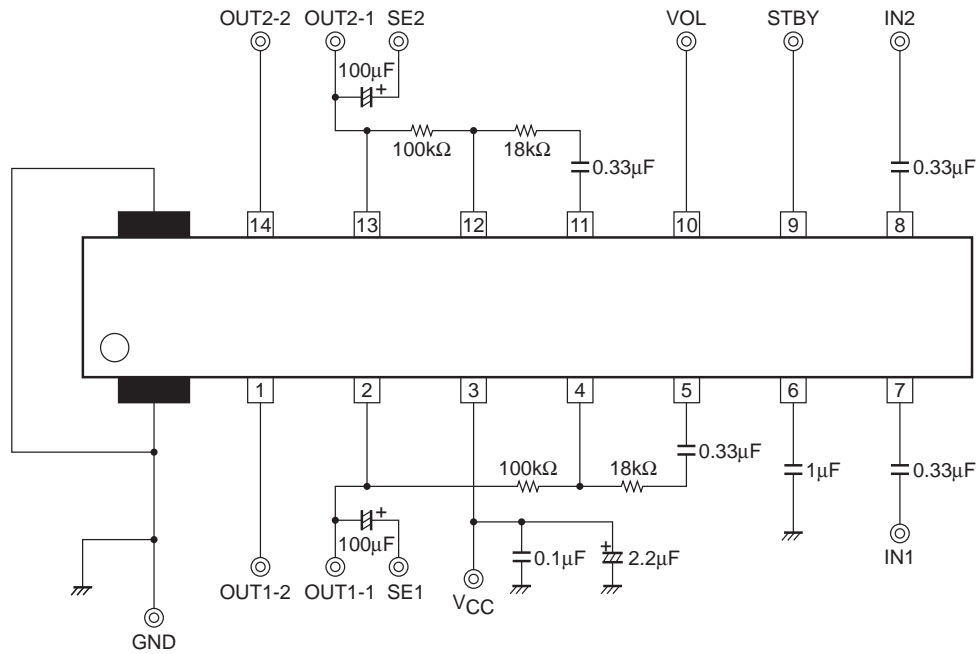 OUT2-2 OUT2-1 SE2 VOL STBY IN2
100μF
+
100kΩ 18kΩ 0.33μF 0.33μF
14 13 12 11 10 9 8
1 2 3 4 5 6 7
0.33μF
100kΩ 18kΩ 1μF 0.33μF
+
100μF
+
0.1μF 2.2μF IN1
OUT1-2 OUT1-1 SE1 VCC
GND